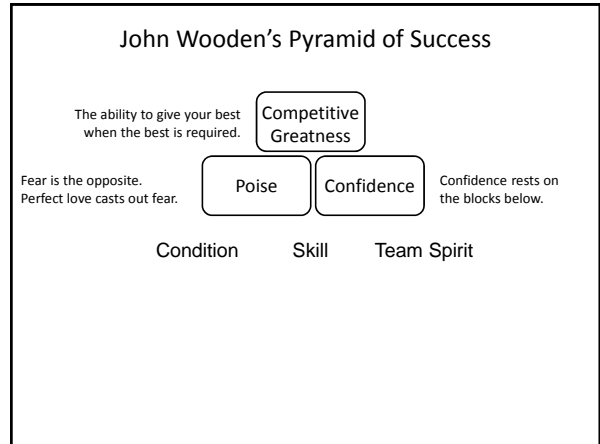 John Wooden's Pyramid of Success
The ability to give your best
when the best is required.
Competitive
Greatness
Fear is the opposite.
Perfect love casts out fear.
Poise
Confidence
Confidence rests on
the blocks below.
Condition Skill Team Spirit